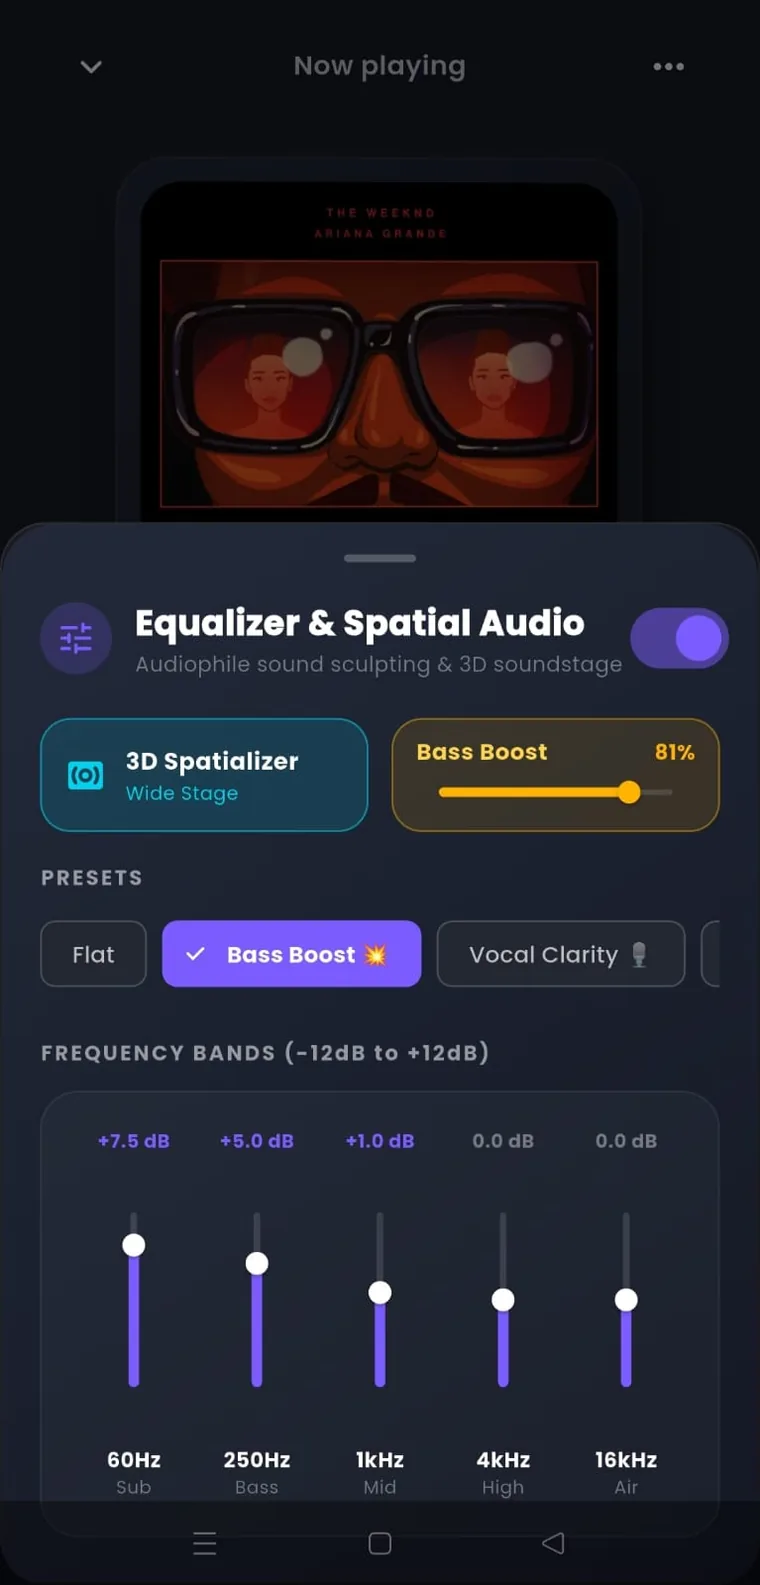 Now playing
THE WEEKND
ARIANA GRANDE
Equalizer & Spatial Audio
Audiophile sound sculpting & 3D soundstage
3D Spatializer
Wide Stage
Bass Boost 81%
PRESETS
Flat Bass Boost 💥 Vocal Clarity 🎙️
FREQUENCY BANDS (-12dB to +12dB)
+7.5 dB +5.0 dB +1.0 dB 0.0 dB 0.0 dB
60Hz 250Hz 1kHz 4kHz 16kHz
Sub Bass Mid High Air